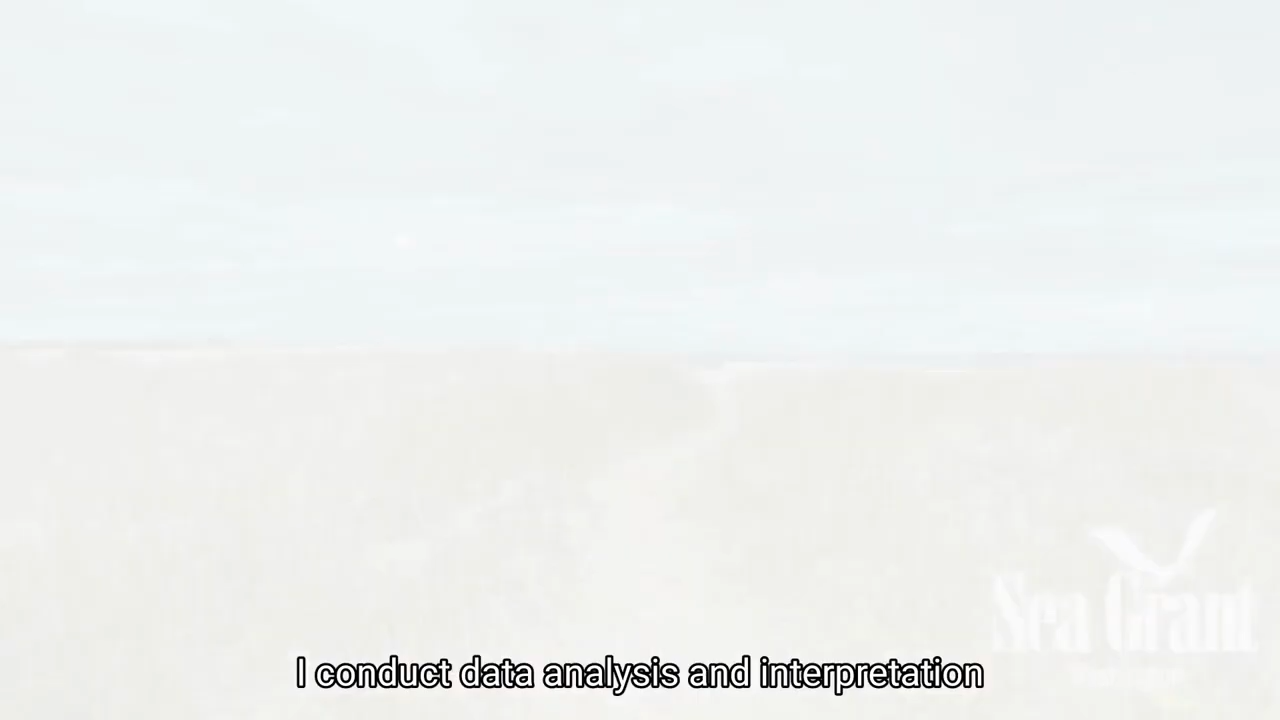 Sea Grant
I conduct data analysis and interpretation